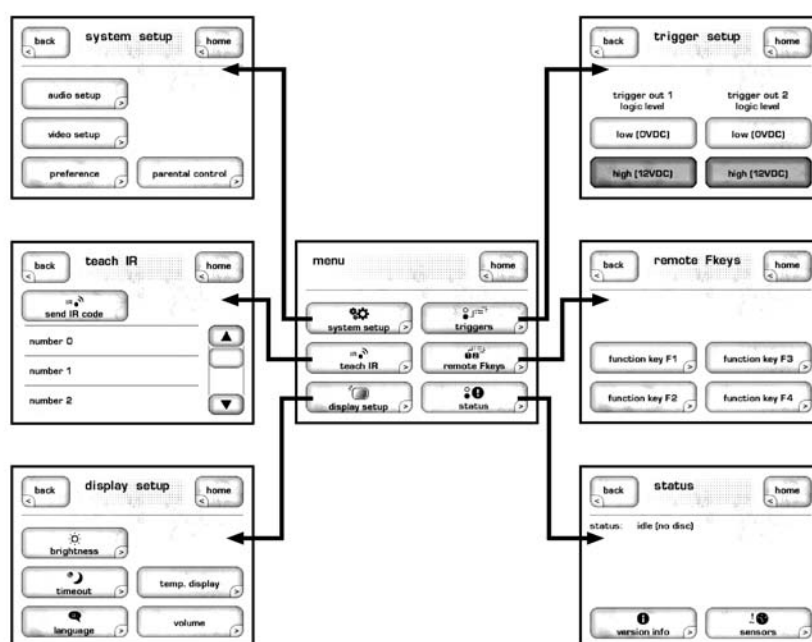 back
system setup
home
audio setup
video setup
preference
parental control
back
trigger setup
home
trigger out 1
logic level
trigger out 2
logic level
low (0VDC)
low (0VDC)
high (12VDC)
high (12VDC)
back
teach IR
home
IR
send IR code
number 0
number 1
number 2
menu
home
system setup
triggers
IR
teach IR
remote Fkeys
display setup
status
back
remote Fkeys
home
function key F1
function key F3
function key F2
function key F4
back
display setup
home
brightness
timeout
temp. display
language
volume
back
status
home
status: idle (no disc)
version info
sensors